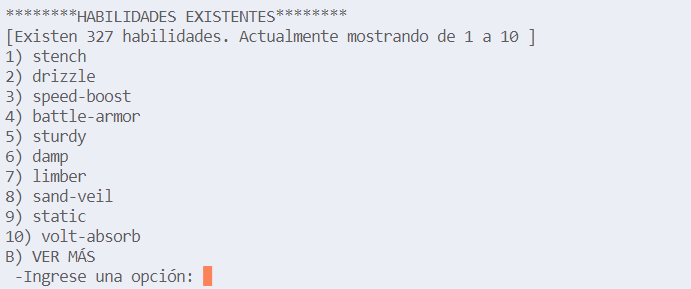 ********HABILIDADES EXISTENTES********
[Existen 327 habilidades. Actualmente mostrando de 1 a 10 ]
1) stench
2) drizzle
3) speed-boost
4) battle-armor
5) sturdy
6) damp
7) limber
8) sand-veil
9) static
10) volt-absorb
B) VER MÁS
-Ingrese una opción: